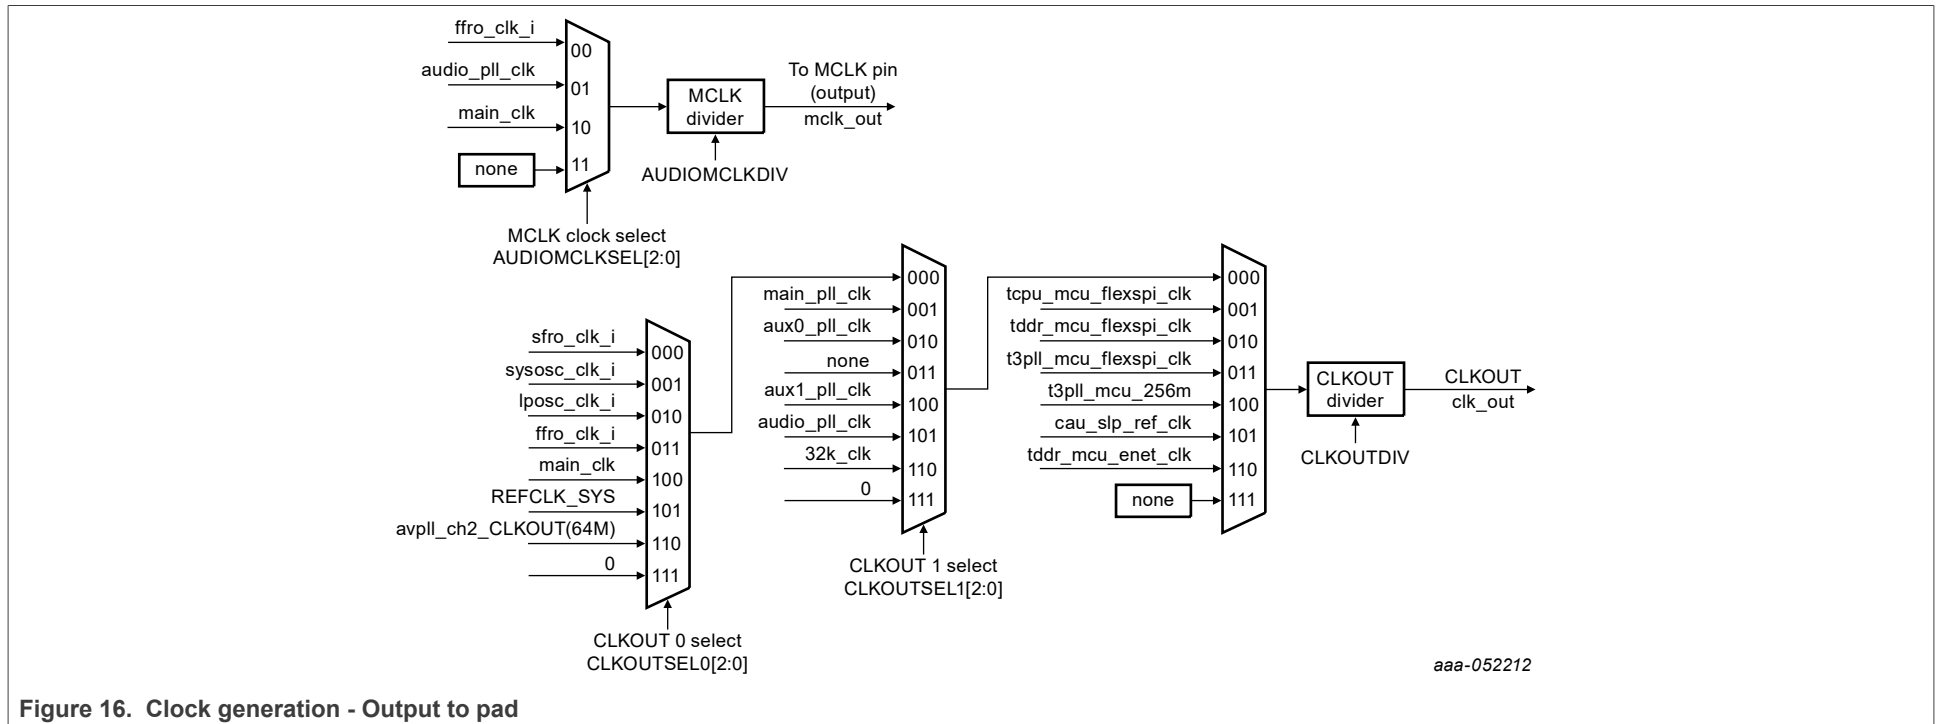 ffro_clk_i
00
audio_pll_clk
01
main_clk
10
none
11
MCLK
divider
To MCLK pin
(output)
mclk_out
AUDIOMCLKDIV
MCLK clock select
AUDIOMCLKSEL[2:0]
sfro_clk_i
000
sysosc_clk_i
001
lposc_clk_i
010
ffro_clk_i
011
main_clk
100
REFCLK_SYS
101
avpll_ch2_CLKOUT(64M)
110
0
111
CLKOUT 0 select
CLKOUTSEL0[2:0]
000
main_pll_clk
001
aux0_pll_clk
010
none
011
aux1_pll_clk
100
audio_pll_clk
101
32k_clk
110
0
111
CLKOUT 1 select
CLKOUTSEL1[2:0]
000
tcpu_mcu_flexspi_clk
001
tddr_mcu_flexspi_clk
010
t3pll_mcu_flexspi_clk
011
t3pll_mcu_256m
100
cau_slp_ref_clk
101
tddr_mcu_enet_clk
110
none
111
CLKOUT
divider
CLKOUT
clk_out
CLKOUTDIV
aaa-052212
Figure 16. Clock generation - Output to pad